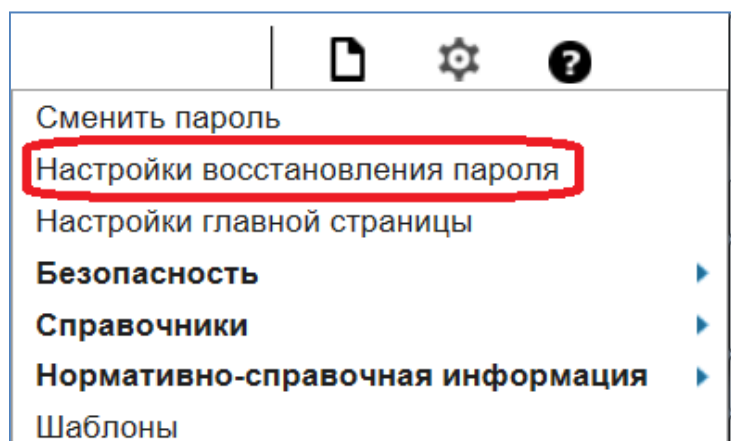 Сменить пароль
Настройки восстановления пароля
Настройки главной страницы
Безопасность
Справочники
Нормативно-справочная информация
Шаблоны